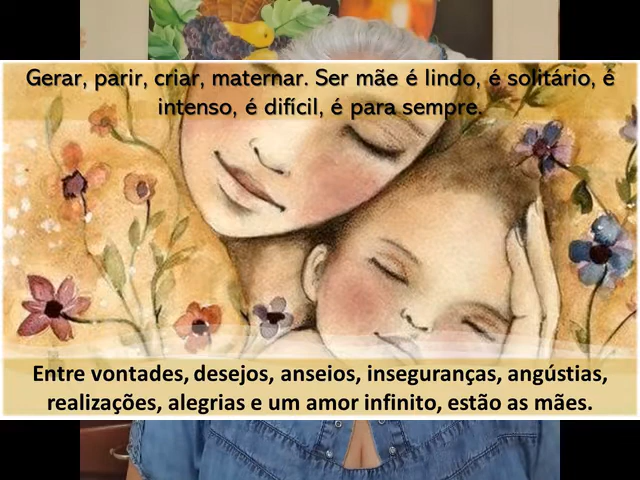 Gerar, parir, criar, maternar. Ser mãe é lindo, é solitário, é
intenso, é difícil, é para sempre.
Entre vontades, desejos, anseios, inseguranças, angústias,
realizações, alegrias e um amor infinito, estão as mães.